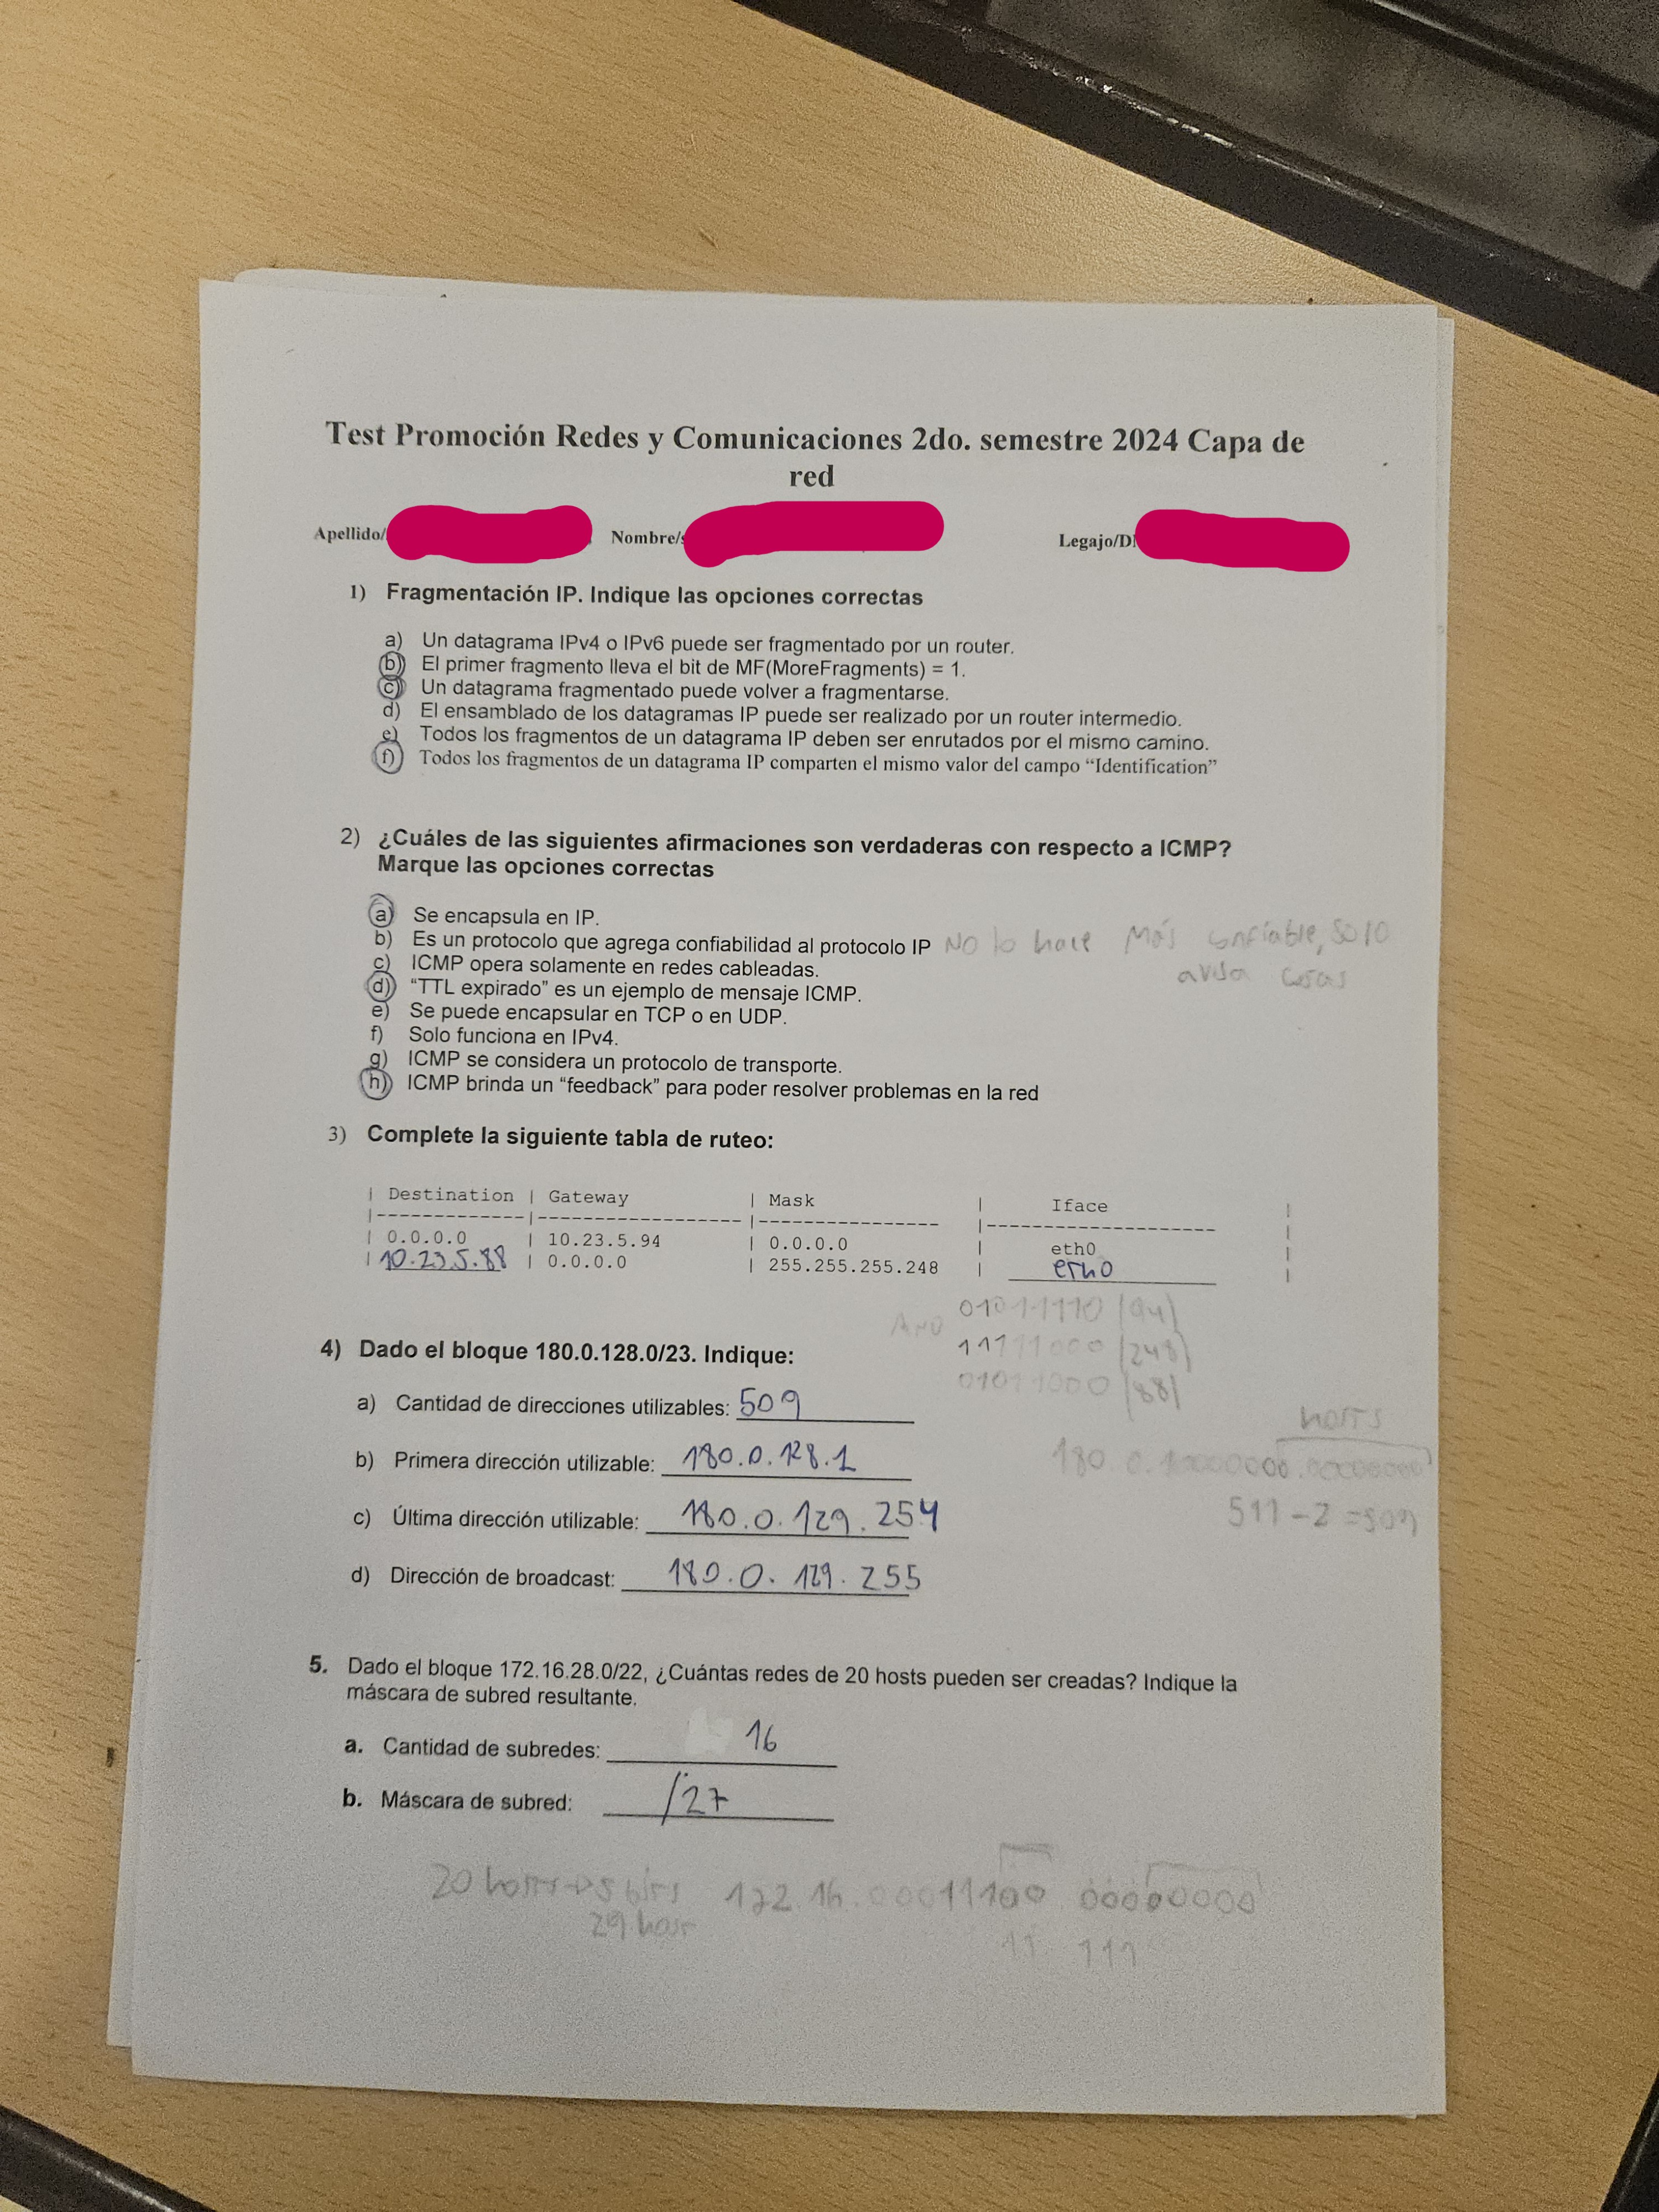 Test Promoción Redes y Comunicaciones 2do. semestre 2024 Capa de
red
Apellido/ Nombre/ Legajo/D
1) Fragmentación IP. Indique las opciones correctas
a) Un datagrama IPv4 o IPv6 puede ser fragmentado por un router.
b) El primer fragmento lleva el bit de MF(MoreFragments) = 1.
c) Un datagrama fragmentado puede volver a fragmentarse.
d) El ensamblado de los datagramas IP puede ser realizado por un router intermedio.
e) Todos los fragmentos de un datagrama IP deben ser enrutados por el mismo camino.
f) Todos los fragmentos de un datagrama IP comparten el mismo valor del campo “Identification”
2) ¿Cuáles de las siguientes afirmaciones son verdaderas con respecto a ICMP?
Marque las opciones correctas
a) Se encapsula en IP.
b) Es un protocolo que agrega confiabilidad al protocolo IP No lo hace Más confiable, solo
avisa cosas
c) ICMP opera solamente en redes cableadas.
d) “TTL expirado” es un ejemplo de mensaje ICMP.
e) Se puede encapsular en TCP o en UDP.
f) Solo funciona en IPv4.
g) ICMP se considera un protocolo de transporte.
h) ICMP brinda un “feedback” para poder resolver problemas en la red
3) Complete la siguiente tabla de ruteo:
| Destination | Gateway | Mask | Iface |
| 0.0.0.0 | 10.23.5.94 | 0.0.0.0 | eth0 |
| 10.23.5.88 | 0.0.0.0 | 255.255.255.248 | eth0 |
01011110 (94)
AND 11111000 (248)
01011000 (88)
4) Dado el bloque 180.0.128.0/23. Indique:
a) Cantidad de direcciones utilizables: 509
b) Primera dirección utilizable: 180.0.128.1
hosts
180.0.10000000.00000000
c) Última dirección utilizable: 180.0.129.254
511-2=509
d) Dirección de broadcast: 180.0.129.255
5. Dado el bloque 172.16.28.0/22, ¿Cuántas redes de 20 hosts pueden ser creadas? Indique la
máscara de subred resultante.
a. Cantidad de subredes: 16
b. Máscara de subred: /27
20 hosts → 5 bits 172.16.00011100 00000000
29 host 11 111